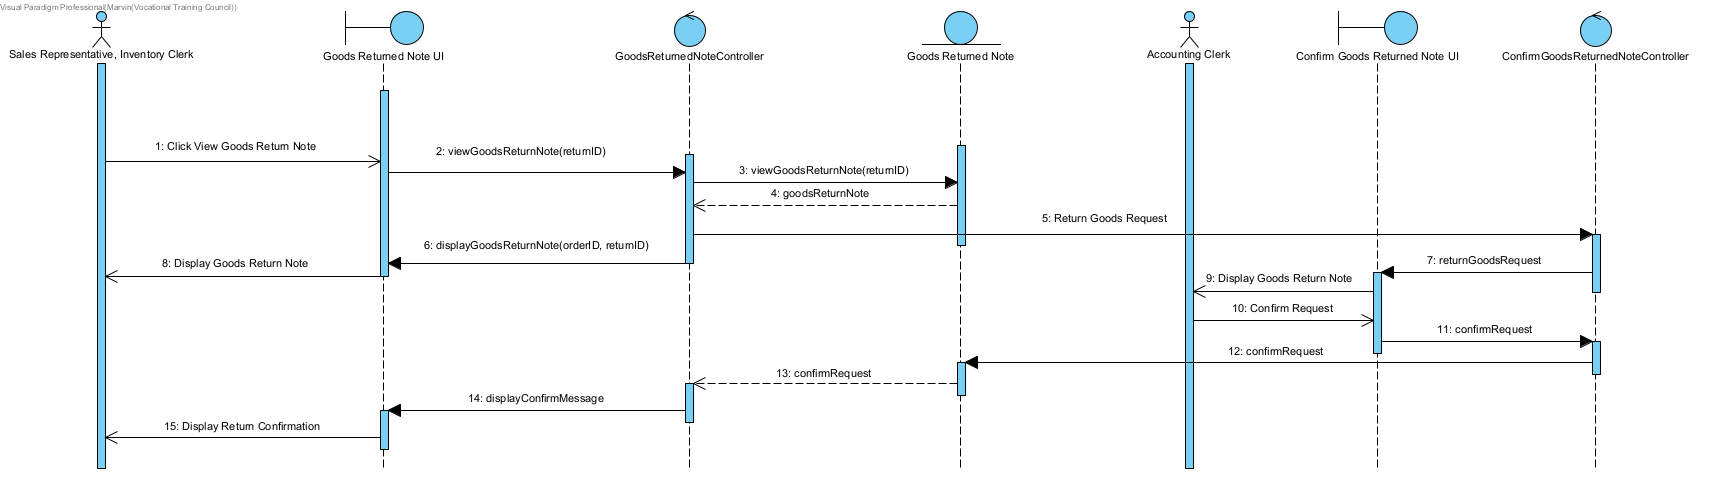 Visual Paradigm Professional(Marvin(Vocational Training Council))
Sales Representative, Inventory Clerk
Goods Returned Note UI
GoodsReturnedNoteController
Goods Returned Note
Accounting Clerk
Confirm Goods Returned Note UI
ConfirmGoodsReturnedNoteController
1: Click View Goods Return Note
2: viewGoodsReturnNote(returnID)
3: viewGoodsReturnNote(returnID)
4: goodsReturnNote
5: Return Goods Request
6: displayGoodsReturnNote(orderID, returnID)
7: returnGoodsRequest
8: Display Goods Return Note
9: Display Goods Return Note
10: Confirm Request
11: confirmRequest
12: confirmRequest
13: confirmRequest
14: displayConfirmMessage
15: Display Return Confirmation